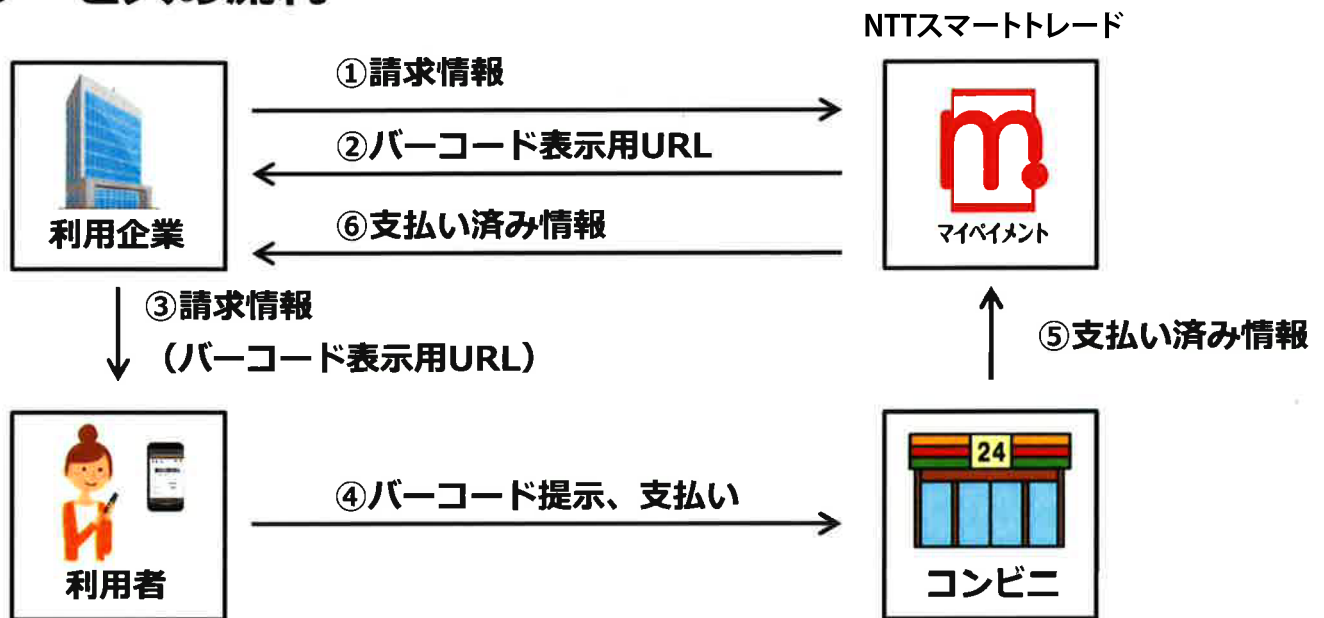 NTTスマートトレード
①請求情報
②バーコード表示用URL
⑥支払い済み情報
利用企業
m.
マイペイメント
③請求情報
(バーコード表示用URL)
⑤支払い済み情報
24
④バーコード提示、支払い
利用者
コンビニ